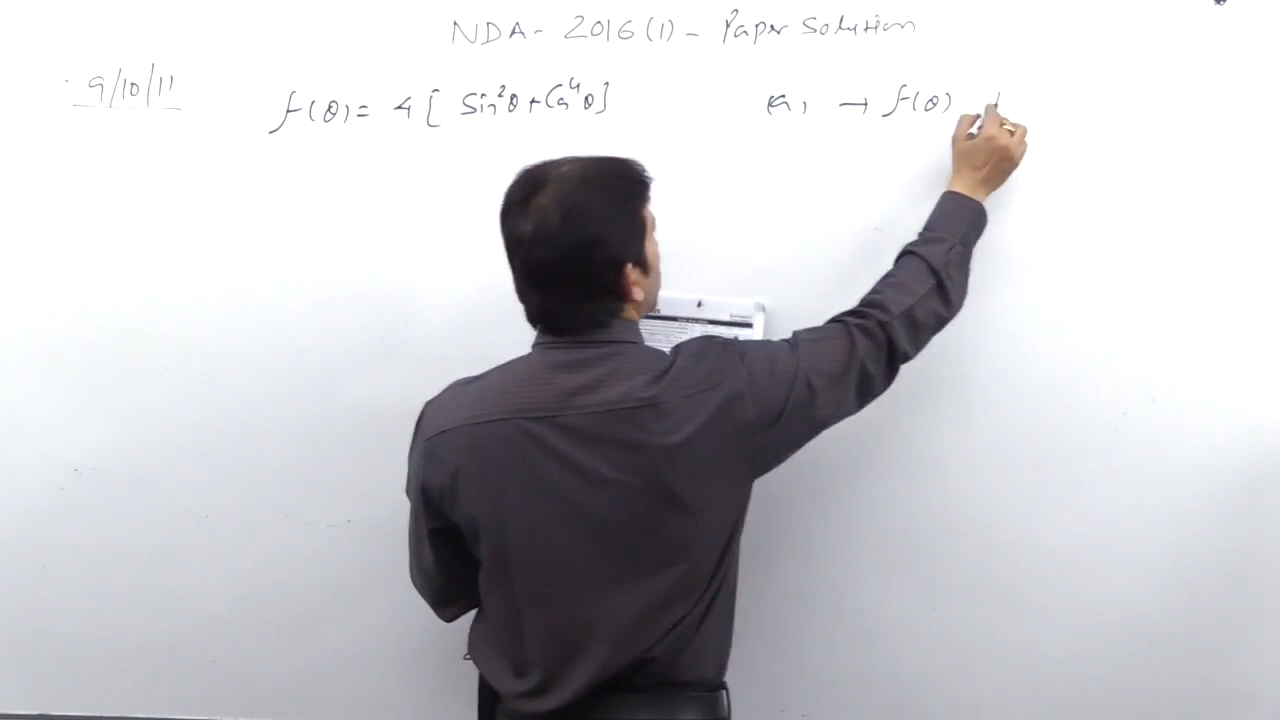 NDA - 2016 (1) - Paper Solution
9/10/11
f(θ) = 4 [ Sin²θ + Cos⁴θ ] → f(θ)